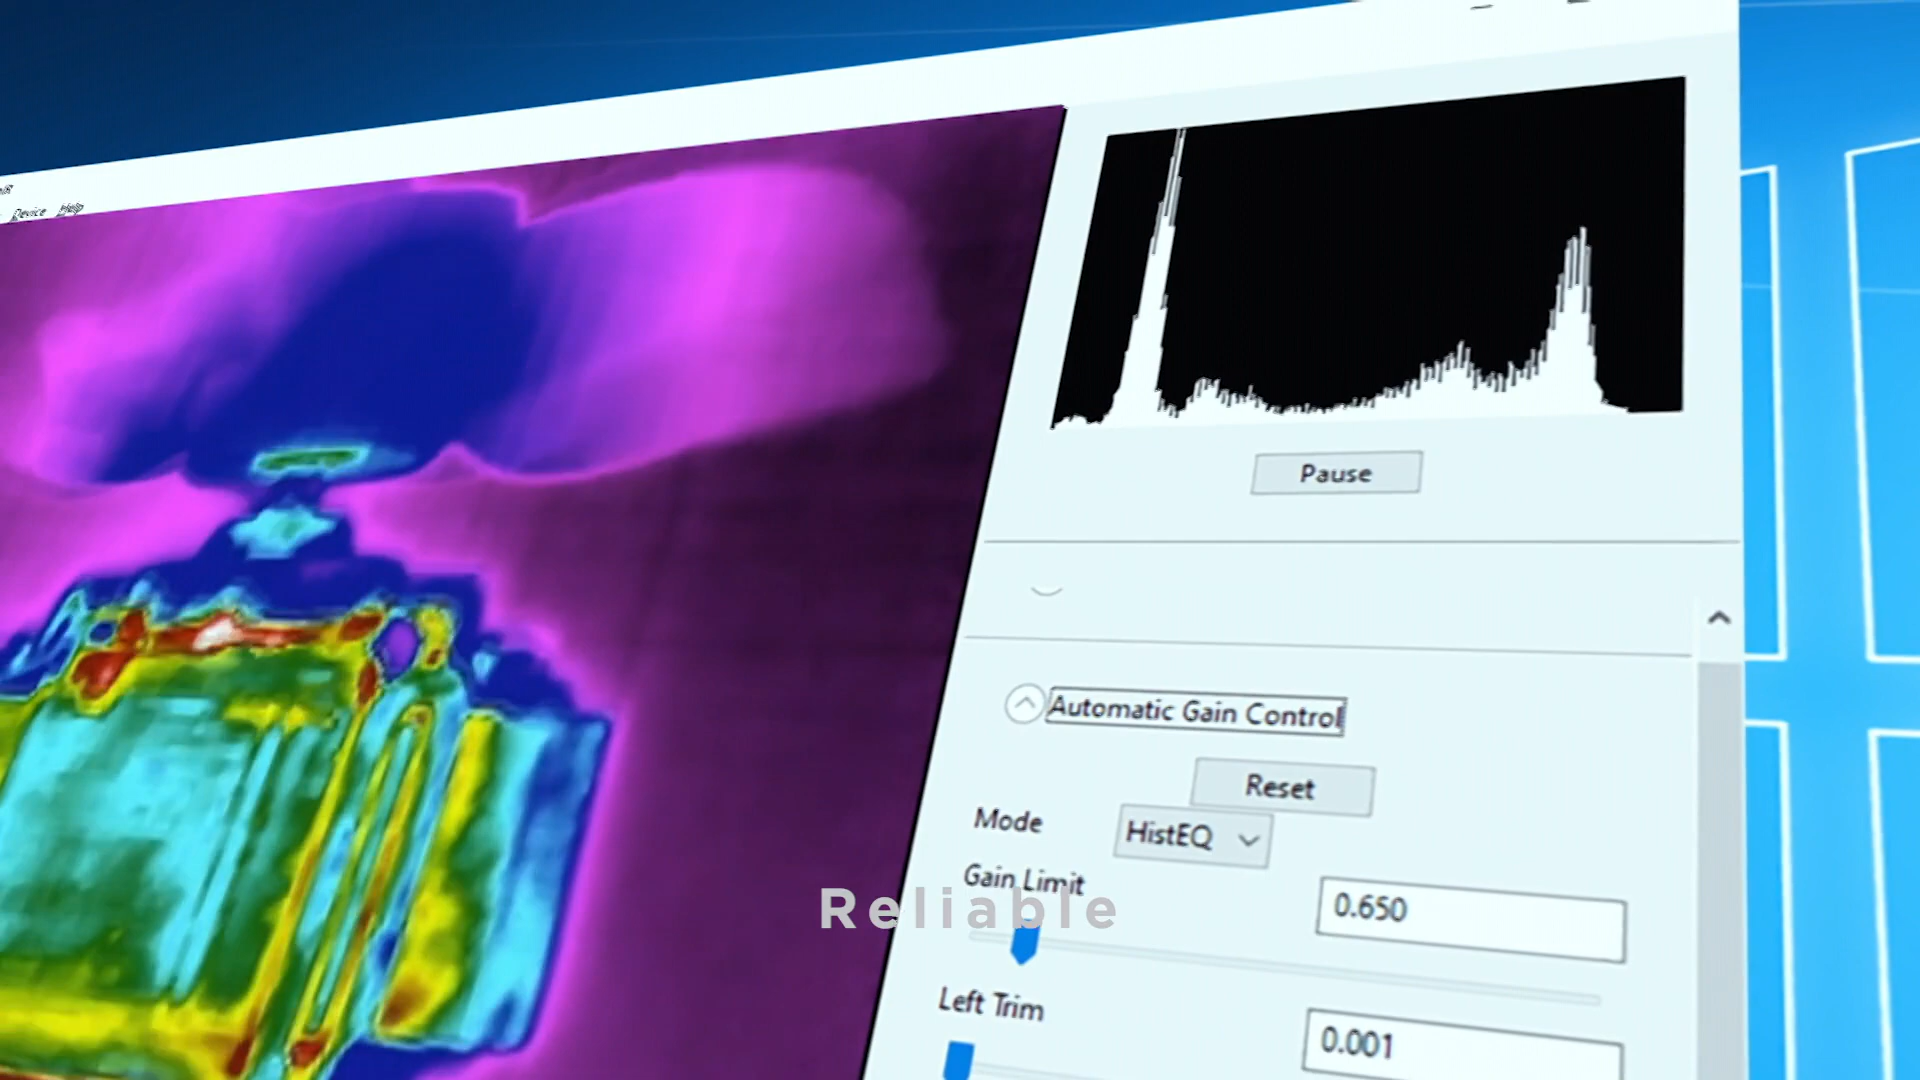 Device Help
Pause
Automatic Gain Control
Reset
Mode
HistEQ
Gain Limit
0.650
Reliable
Left Trim
0.001